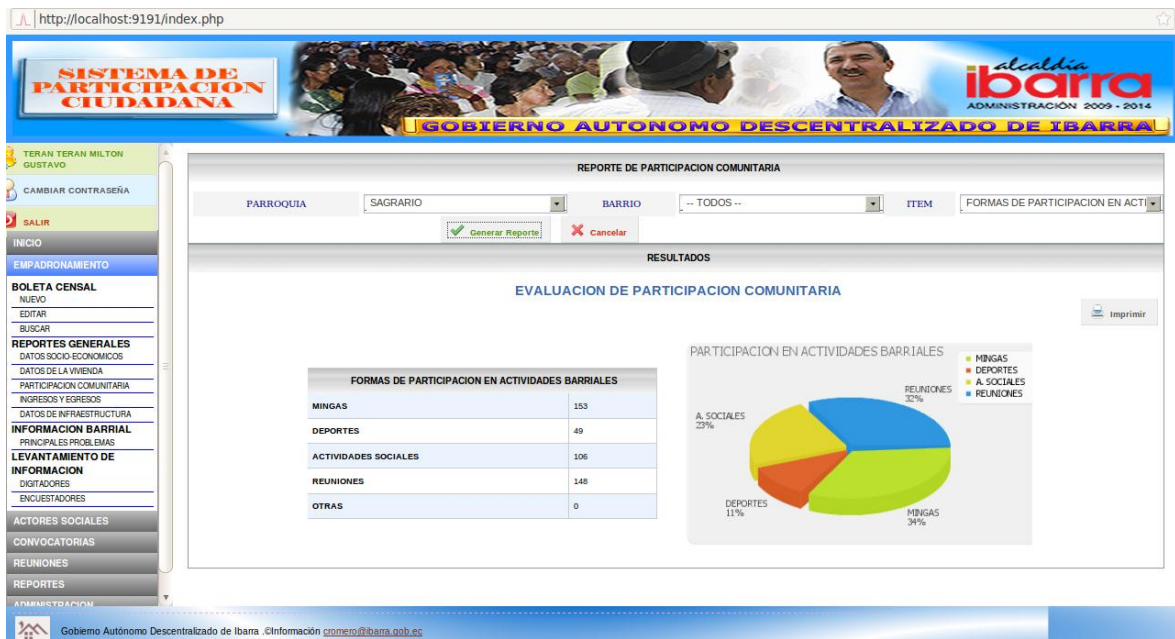 http://localhost:9191/index.php
SISTEMA DE
PARTICIPACION
CIUDADANA
alcaldía
ibarra
ADMINISTRACIÓN 2009 - 2014
GOBIERNO AUTONOMO DESCENTRALIZADO DE IBARRA
TERAN TERAN MILTON
GUSTAVO
CAMBIAR CONTRASEÑA
SALIR
INICIO
EMPADRONAMIENTO
BOLETA CENSAL
NUEVO
EDITAR
BUSCAR
REPORTES GENERALES
DATOS SOCIO-ECONOMICOS
DATOS DE LA VIVIENDA
PARTICIPACION COMUNITARIA
INGRESOS Y EGRESOS
DATOS DE INFRAESTRUCTURA
INFORMACION BARRIAL
PRINCIPALES PROBLEMAS
LEVANTAMIENTO DE
INFORMACION
DIGITADORES
ENCUESTADORES
ACTORES SOCIALES
CONVOCATORIAS
REUNIONES
REPORTES
ADMINISTRACION
REPORTE DE PARTICIPACION COMUNITARIA
PARROQUIA SAGRARIO BARRIO -- TODOS -- ITEM FORMAS DE PARTICIPACION EN ACTI
Generar Reporte Cancelar
RESULTADOS
EVALUACION DE PARTICIPACION COMUNITARIA
Imprimir
FORMAS DE PARTICIPACION EN ACTIVIDADES BARRIALES
MINGAS 153
DEPORTES 49
ACTIVIDADES SOCIALES 106
REUNIONES 148
OTRAS 0
PARTICIPACION EN ACTIVIDADES BARRIALES
MINGAS
DEPORTES
A. SOCIALES
REUNIONES
REUNIONES
32%
A. SOCIALES
23%
DEPORTES
11%
MINGAS
34%
Gobierno Autónomo Descentralizado de Ibarra .©Información cromero@ibarra.gob.ec